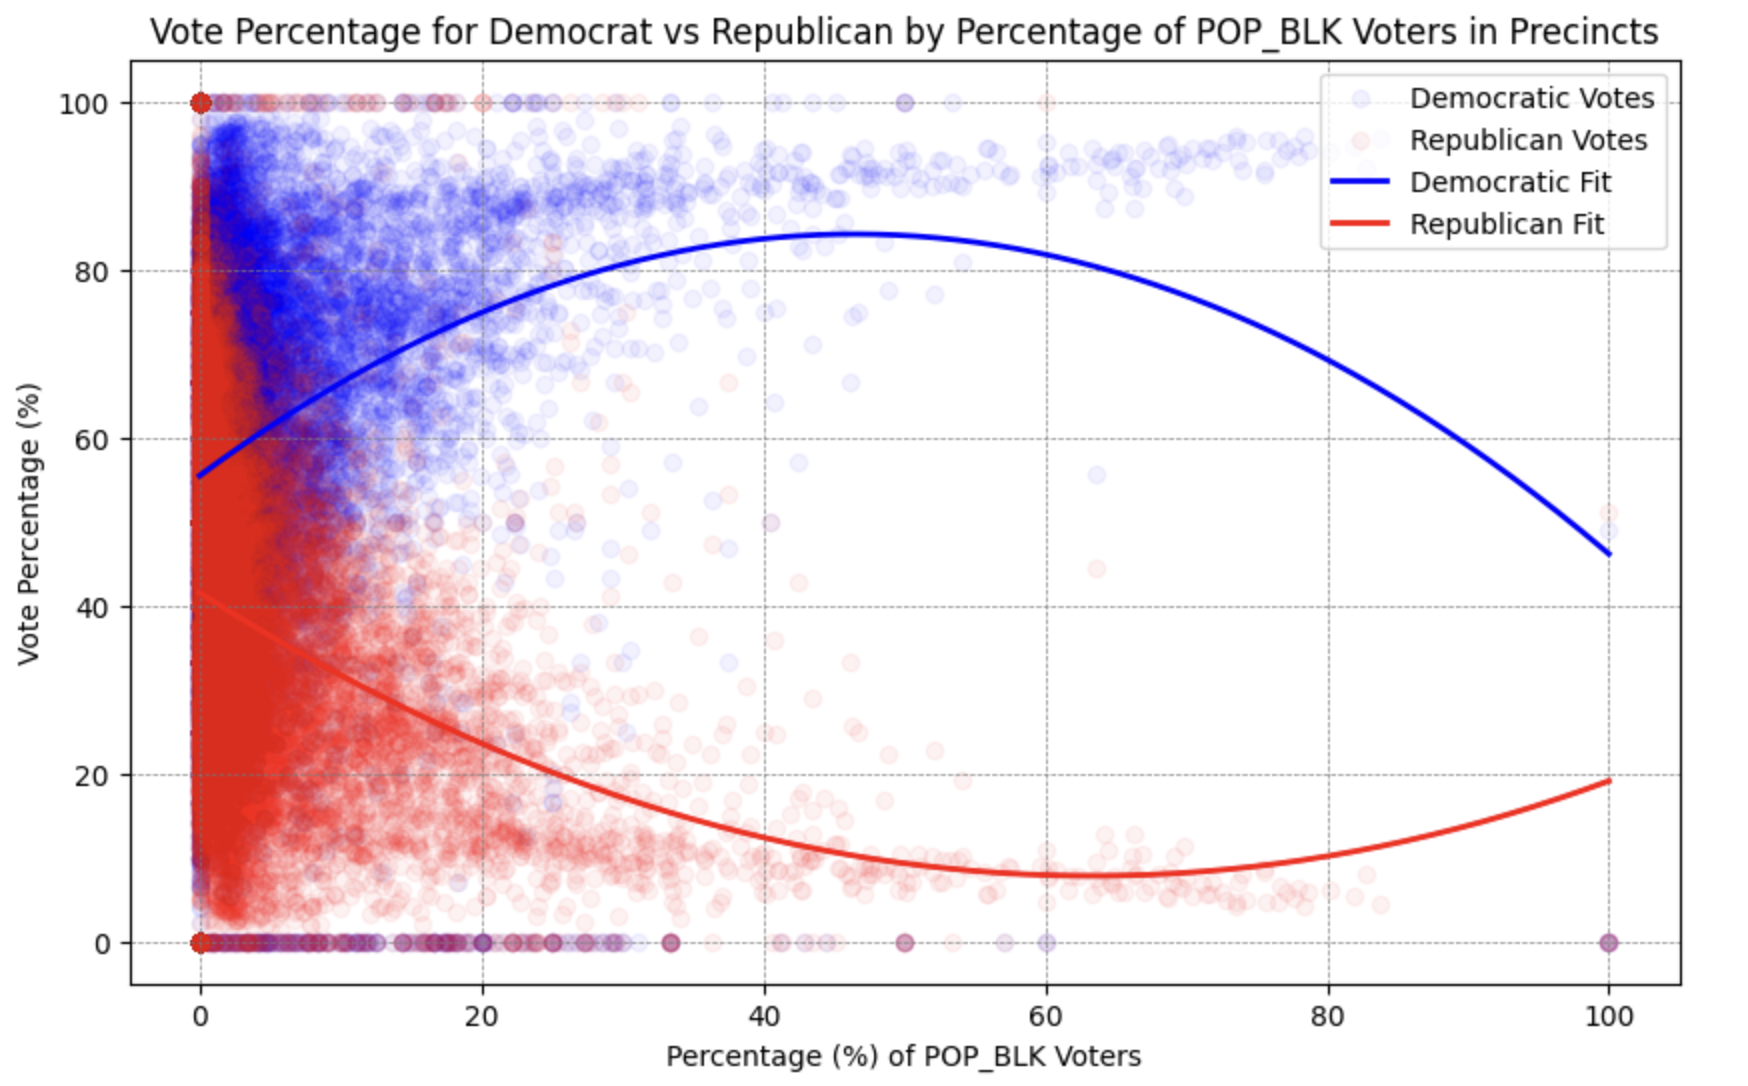 Vote Percentage for Democrat vs Republican by Percentage of POP_BLK Voters in Precincts
Democratic Votes
Republican Votes
Democratic Fit
Republican Fit
Vote Percentage (%)
100
80
60
40
20
0
0 20 40 60 80 100
Percentage (%) of POP_BLK Voters